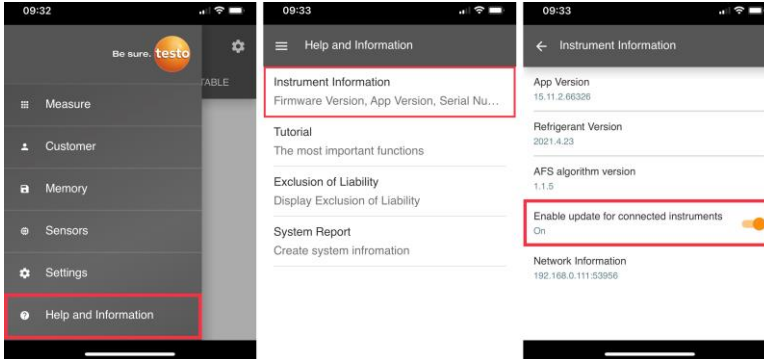 09:32
Be sure. testo
TABLE
Measure
Customer
Memory
Sensors
Settings
Help and Information
09:33
Help and Information
Instrument Information
Firmware Version, App Version, Serial Nu...
Tutorial
The most important functions
Exclusion of Liability
Display Exclusion of Liability
System Report
Create system infromation
09:33
Instrument Information
App Version
15.11.2.66326
Refrigerant Version
2021.4.23
AFS algorithm version
1.1.5
Enable update for connected instruments
On
Network Information
192.168.0.111:53956